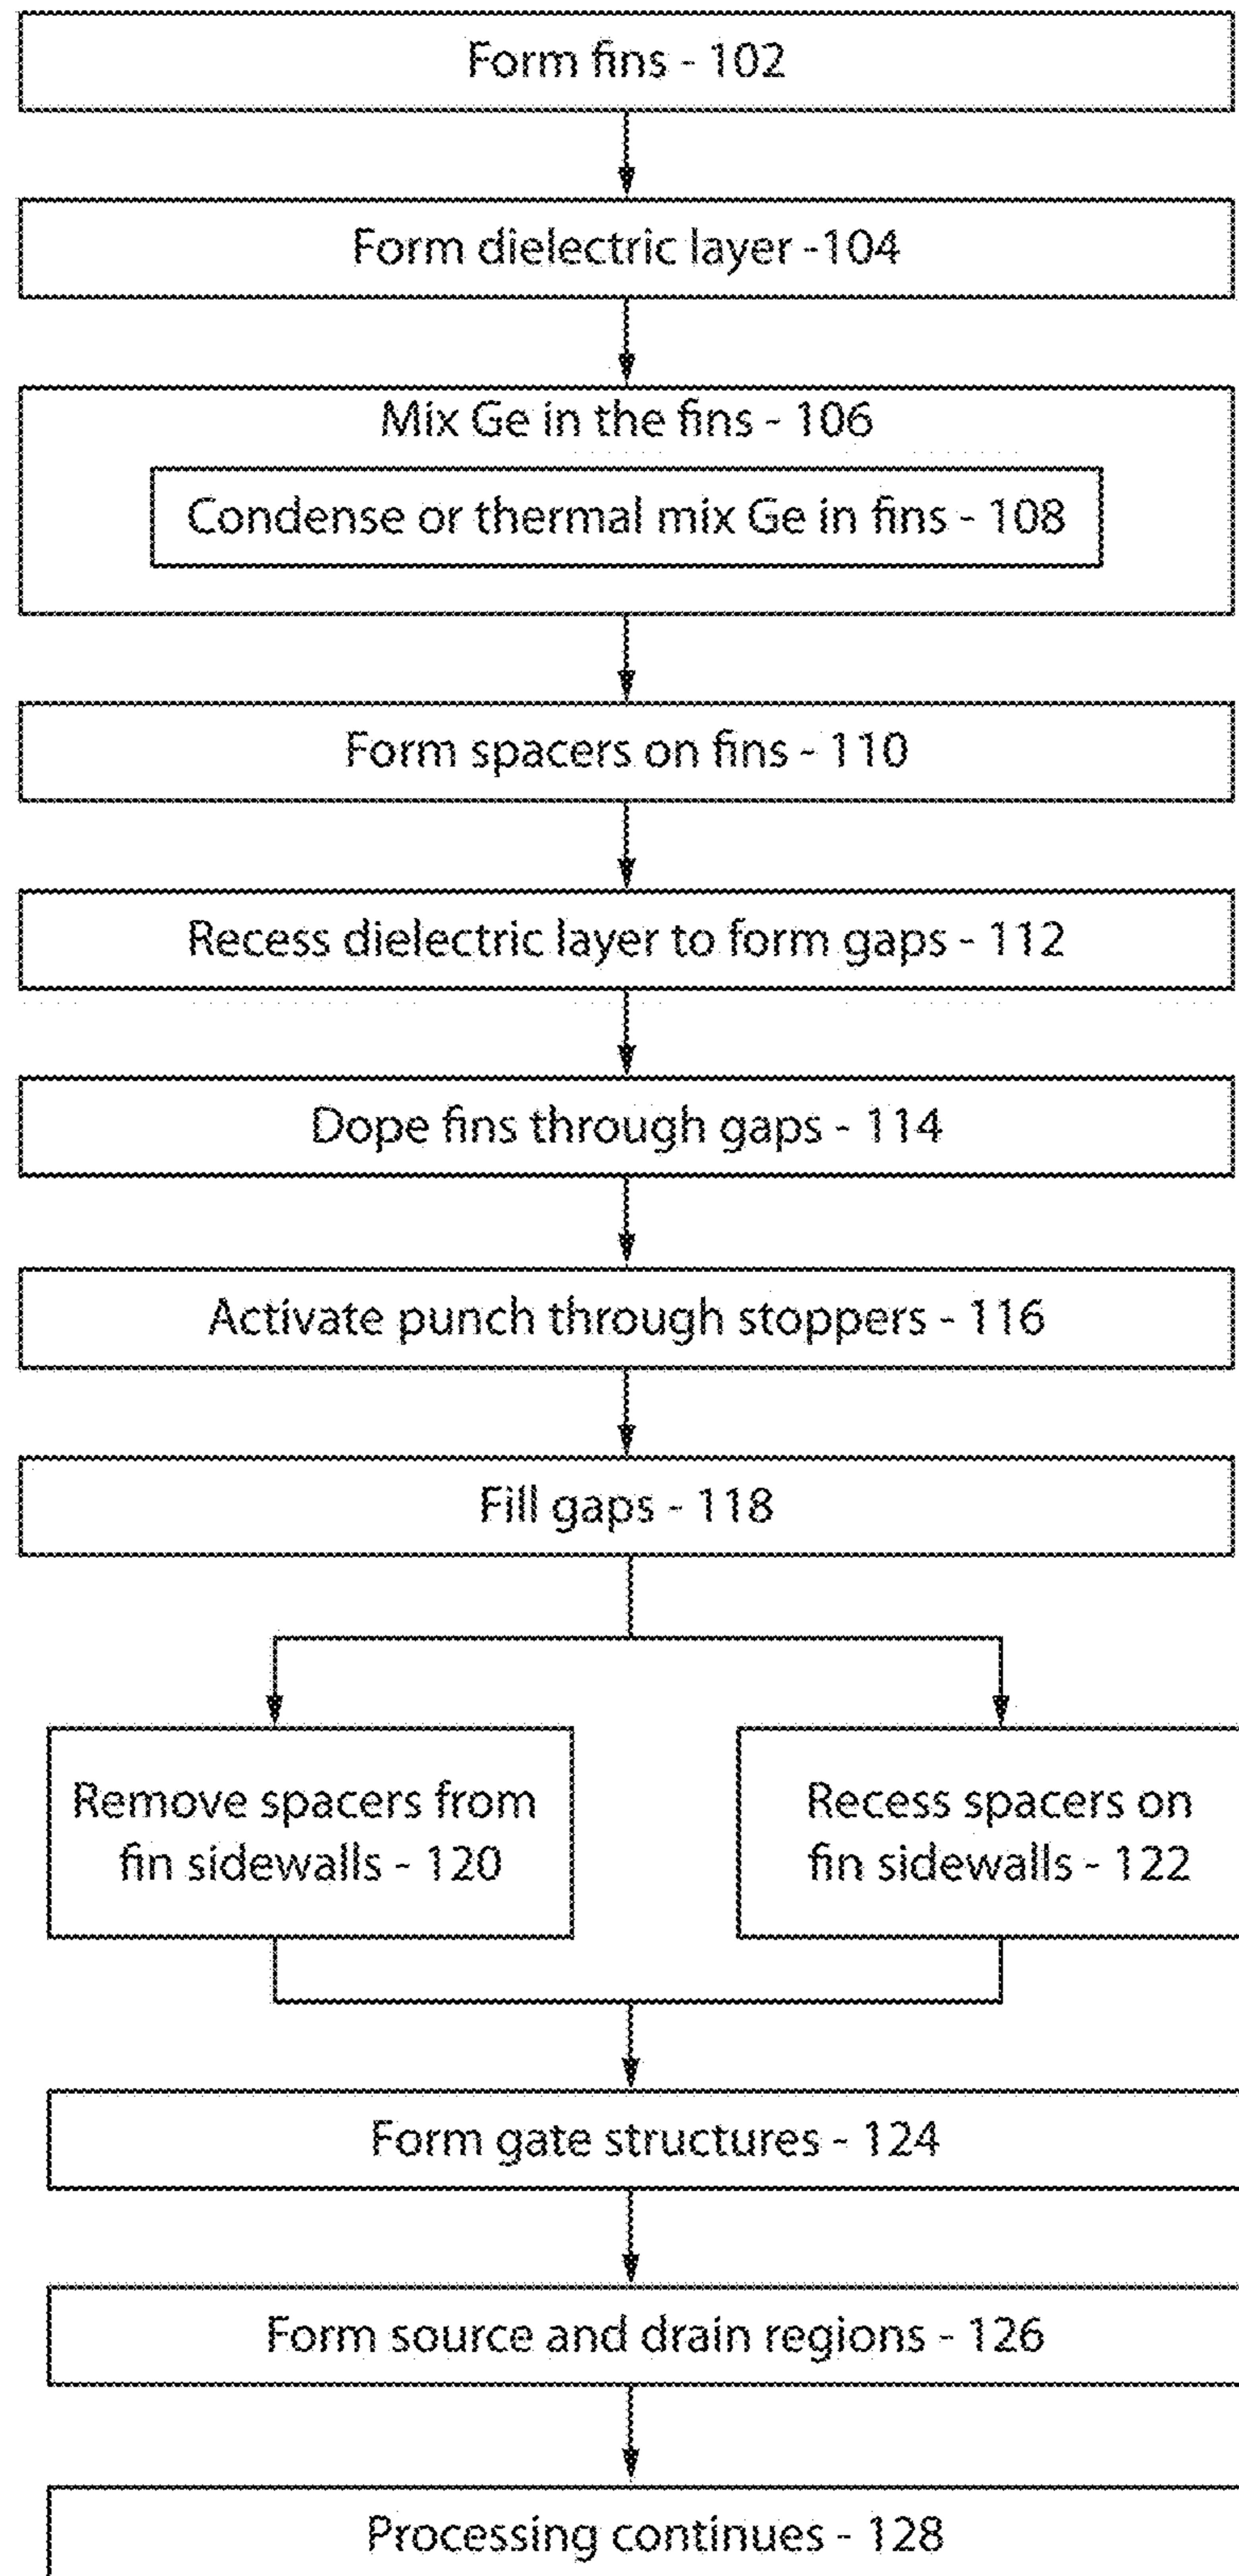 Form fins - 102
Form dielectric layer -104
Mix Ge in the fins - 106
Condense or thermal mix Ge in fins - 108
Form spacers on fins - 110
Recess dielectric layer to form gaps - 112
Dope fins through gaps - 114
Activate punch through stoppers - 116
Fill gaps - 118
Remove spacers from
fin sidewalls - 120
Recess spacers on
fin sidewalls - 122
Form gate structures - 124
Form source and drain regions - 126
Processing continues - 128